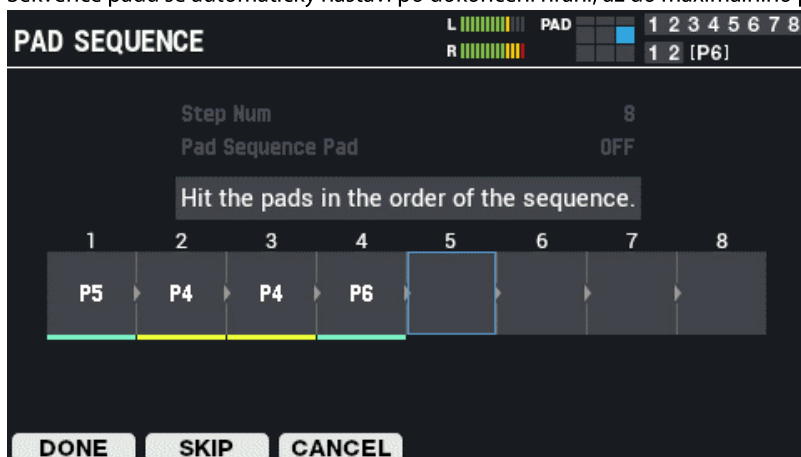 PAD SEQUENCE
L
R
PAD
1 2 3 4 5 6 7 8
1 2 [P6]
Step Num 8
Pad Sequence Pad OFF
Hit the pads in the order of the sequence.
1 2 3 4 5 6 7 8
P5 P4 P4 P6
DONE SKIP CANCEL